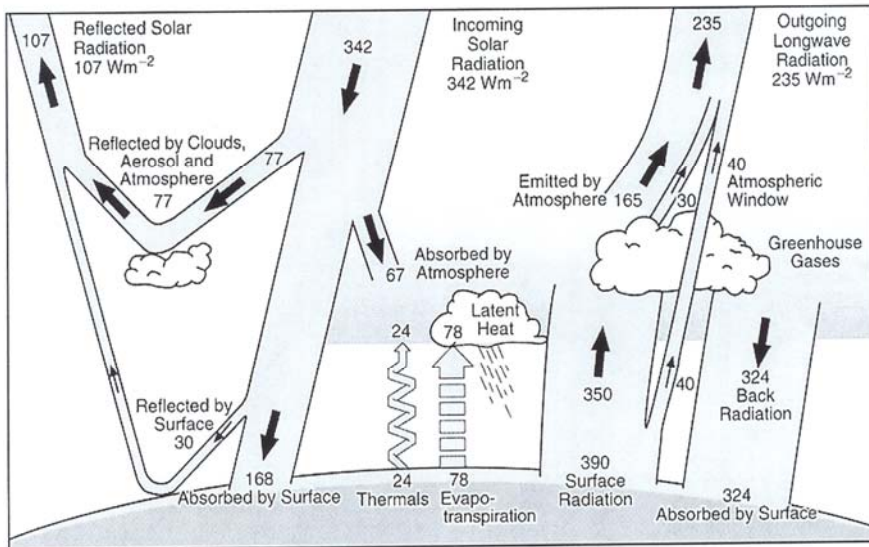 107
Reflected Solar
Radiation
107 Wm−2
342
Incoming
Solar
Radiation
342 Wm−2
235
Outgoing
Longwave
Radiation
235 Wm−2
Reflected by Clouds,
Aerosol and
Atmosphere
77
77
Emitted by
Atmosphere
165
30
40
Atmospheric
Window
Greenhouse
Gases
Absorbed by
Atmosphere
67
24
78
Latent
Heat
350
40
324
Back
Radiation
Reflected by
Surface
30
168
Absorbed by Surface
24
Thermals
78
Evapo-
transpiration
390
Surface
Radiation
324
Absorbed by Surface